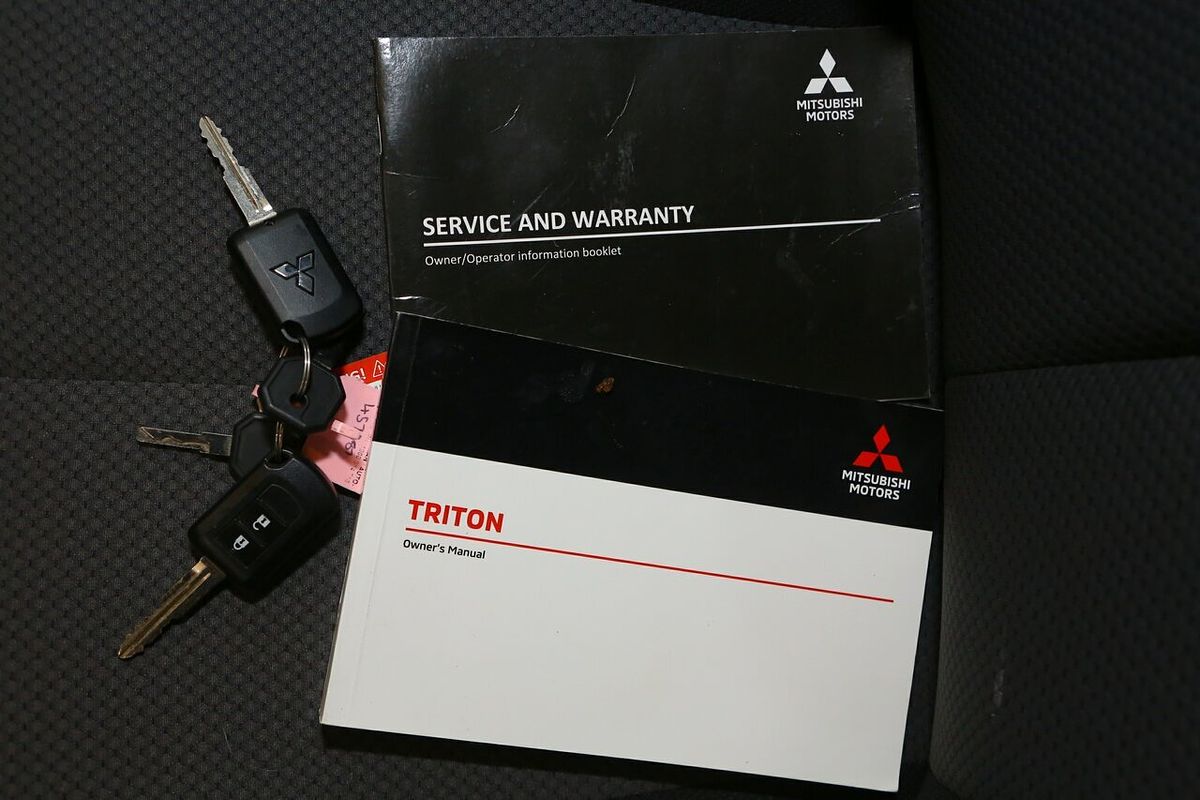 MITSUBISHI
MOTORS
SERVICE AND WARRANTY
Owner/Operator information booklet
MITSUBISHI
MOTORS
TRITON
Owner's Manual